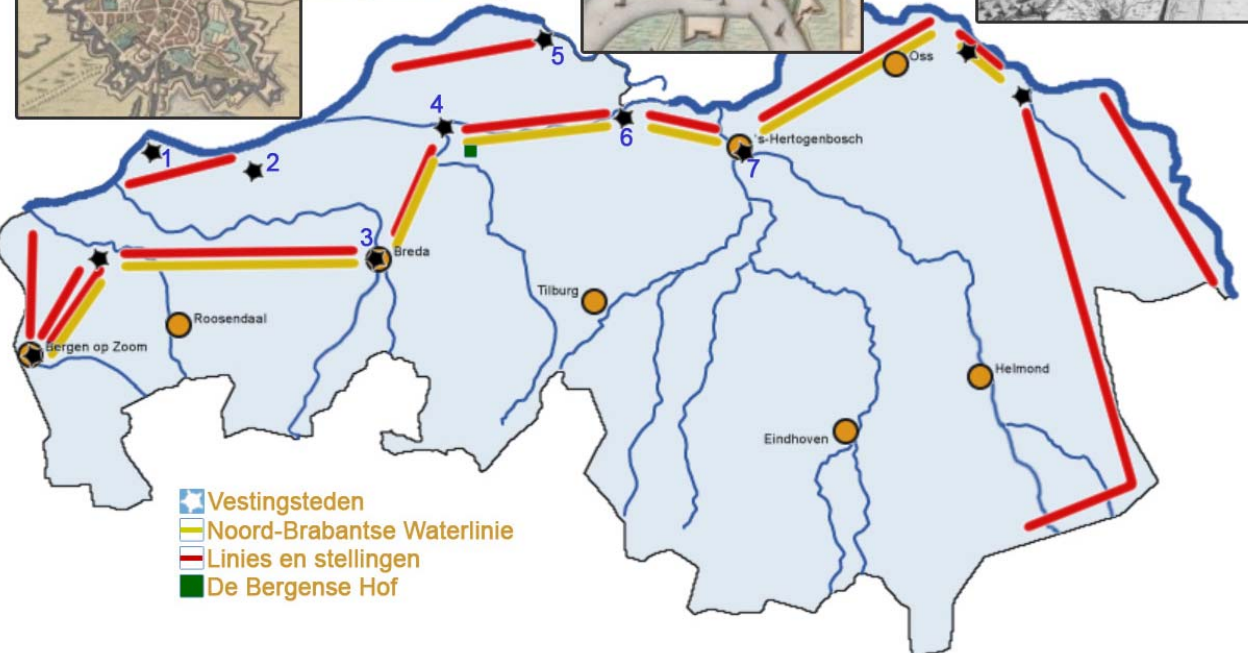 5
Oss
4
6
's-Hertogenbosch
1
2
7
3
Breda
Tilburg
Roosendaal
Bergen op Zoom
Helmond
Eindhoven
Vestingsteden
Noord-Brabantse Waterlinie
Linies en stellingen
De Bergense Hof